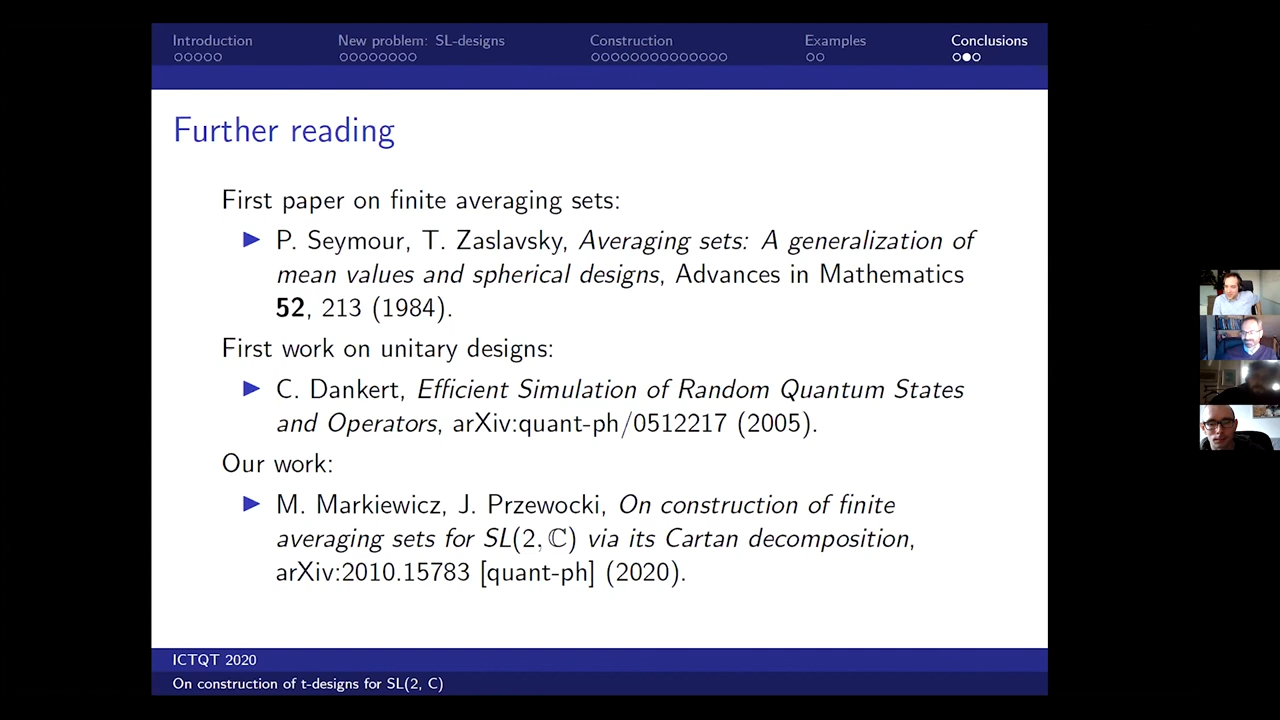 Introduction
New problem: SL-designs
Construction
Examples
Conclusions
Further reading
First paper on finite averaging sets:
P. Seymour, T. Zaslavsky, Averaging sets: A generalization of
mean values and spherical designs, Advances in Mathematics
52, 213 (1984).
First work on unitary designs:
C. Dankert, Efficient Simulation of Random Quantum States
and Operators, arXiv:quant-ph/0512217 (2005).
Our work:
M. Markiewicz, J. Przewocki, On construction of finite
averaging sets for SL(2, ℂ) via its Cartan decomposition,
arXiv:2010.15783 [quant-ph] (2020).
ICTQT 2020
On construction of t-designs for SL(2, C)